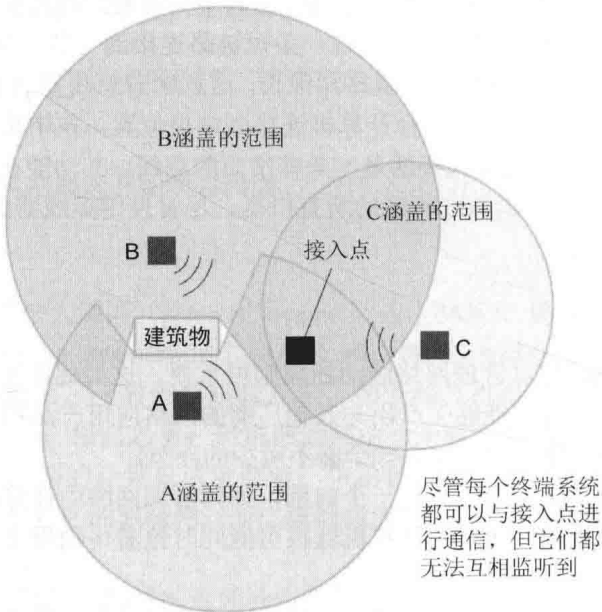 B涵盖的范围
C涵盖的范围
B
接入点
建筑物
C
A
A涵盖的范围
尽管每个终端系统
都可以与接入点进
行通信，但它们都
无法互相监听到